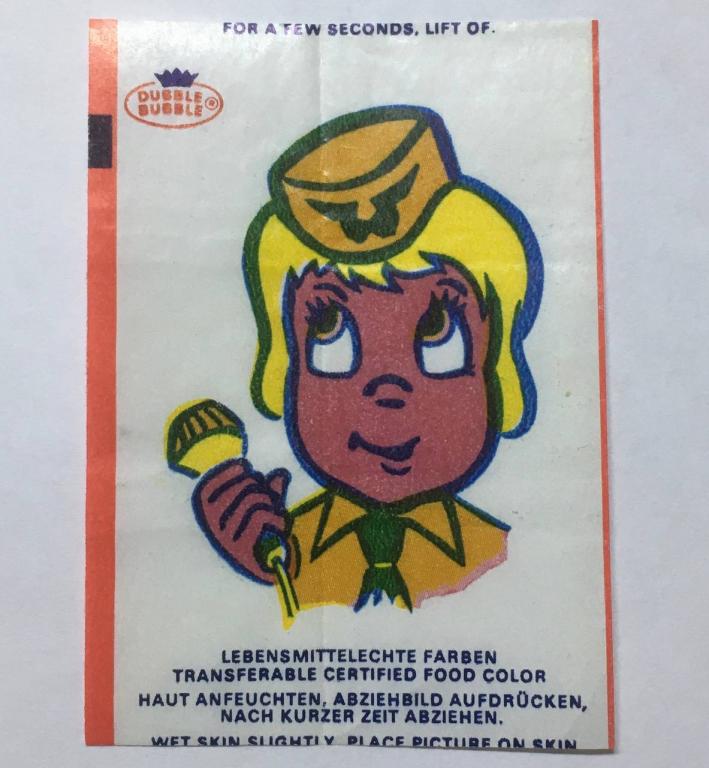 FOR A FEW SECONDS, LIFT OF.
DUBBLE
BUBBLE ®
LEBENSMITTELECHTE FARBEN
TRANSFERABLE CERTIFIED FOOD COLOR
HAUT ANFEUCHTEN, ABZIEHBILD AUFDRÜCKEN,
NACH KURZER ZEIT ABZIEHEN.
WET SKIN SLIGHTLY, PLACE PICTURE ON SKIN